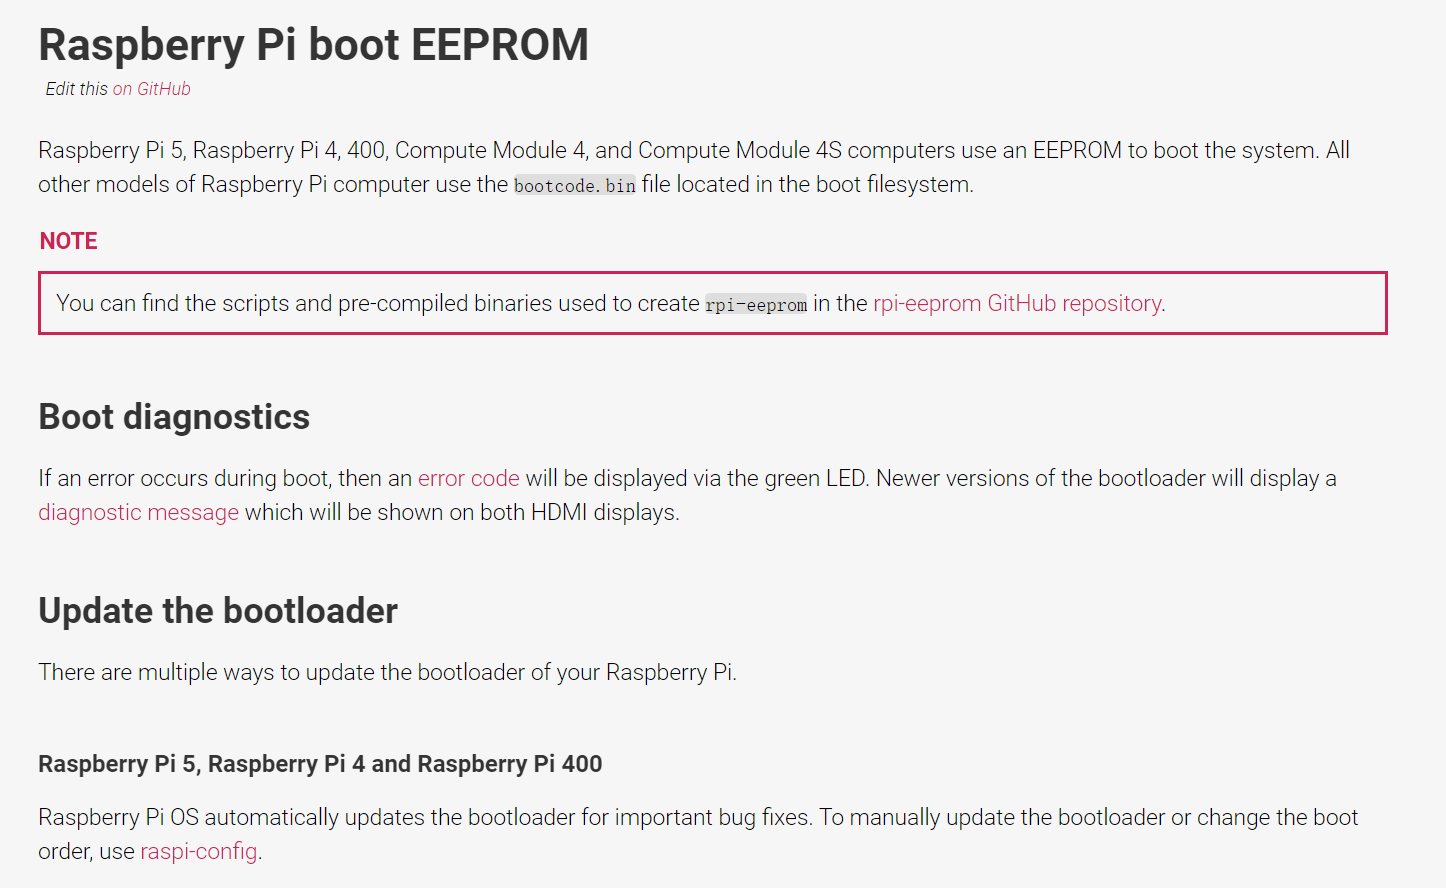 Raspberry Pi boot EEPROM
Edit this on GitHub
Raspberry Pi 5, Raspberry Pi 4, 400, Compute Module 4, and Compute Module 4S computers use an EEPROM to boot the system. All
other models of Raspberry Pi computer use the bootcode.bin file located in the boot filesystem.
NOTE
You can find the scripts and pre-compiled binaries used to create rpi-eeprom in the rpi-eeprom GitHub repository.
Boot diagnostics
If an error occurs during boot, then an error code will be displayed via the green LED. Newer versions of the bootloader will display a
diagnostic message which will be shown on both HDMI displays.
Update the bootloader
There are multiple ways to update the bootloader of your Raspberry Pi.
Raspberry Pi 5, Raspberry Pi 4 and Raspberry Pi 400
Raspberry Pi OS automatically updates the bootloader for important bug fixes. To manually update the bootloader or change the boot
order, use raspi-config.